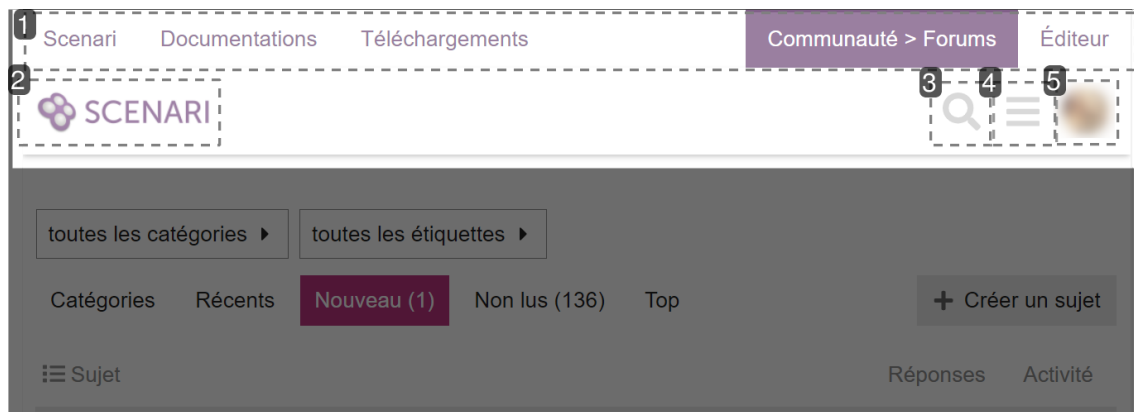 1
Scenari Documentations Téléchargements Communauté > Forums Éditeur
2 3 4 5
SCENARI
toutes les catégories toutes les étiquettes
Catégories Récents Nouveau (1) Non lus (136) Top + Créer un sujet
Sujet Réponses Activité